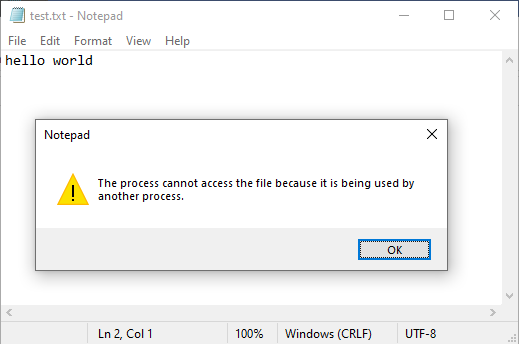 test.txt - Notepad
File Edit Format View Help
hello world
Notepad
The process cannot access the file because it is being used by
another process.
OK
Ln 2, Col 1 100% Windows (CRLF) UTF-8